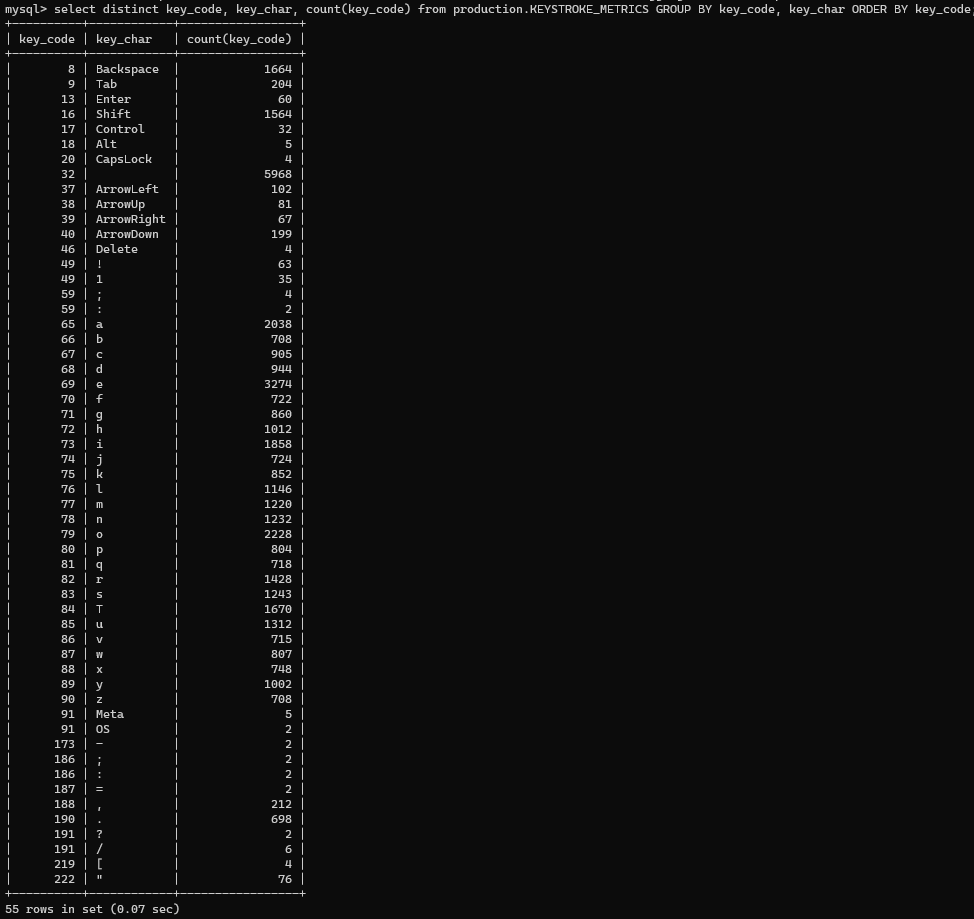 mysql> select distinct key_code, key_char, count(key_code) from production.KEYSTROKE_METRICS GROUP BY key_code, key_char ORDER BY key_code;
+----------+------------+-----------------+
| key_code | key_char   | count(key_code) |
+----------+------------+-----------------+
|        8 | Backspace  |            1664 |
|        9 | Tab        |             204 |
|       13 | Enter      |              60 |
|       16 | Shift      |            1564 |
|       17 | Control    |              32 |
|       18 | Alt        |               5 |
|       20 | CapsLock   |               4 |
|       32 |            |            5968 |
|       37 | ArrowLeft  |             102 |
|       38 | ArrowUp    |              81 |
|       39 | ArrowRight |              67 |
|       40 | ArrowDown  |             199 |
|       46 | Delete     |               4 |
|       49 | !          |              63 |
|       49 | 1          |              35 |
|       59 | ;          |               4 |
|       59 | :          |               2 |
|       65 | a          |            2038 |
|       66 | b          |             708 |
|       67 | c          |             905 |
|       68 | d          |             944 |
|       69 | e          |            3274 |
|       70 | f          |             722 |
|       71 | g          |             860 |
|       72 | h          |            1012 |
|       73 | i          |            1858 |
|       74 | j          |             724 |
|       75 | k          |             852 |
|       76 | l          |            1146 |
|       77 | m          |            1220 |
|       78 | n          |            1232 |
|       79 | o          |            2228 |
|       80 | p          |             804 |
|       81 | q          |             718 |
|       82 | r          |            1428 |
|       83 | s          |            1243 |
|       84 | T          |            1670 |
|       85 | u          |            1312 |
|       86 | v          |             715 |
|       87 | w          |             807 |
|       88 | x          |             748 |
|       89 | y          |            1002 |
|       90 | z          |             708 |
|       91 | Meta       |               5 |
|       91 | OS         |               2 |
|      173 | -          |               2 |
|      186 | ;          |               2 |
|      186 | :          |               2 |
|      187 | =          |               2 |
|      188 | ,          |             212 |
|      190 | .          |             698 |
|      191 | ?          |               2 |
|      191 | /          |               6 |
|      219 | [          |               4 |
|      222 | "          |              76 |
+----------+------------+-----------------+
55 rows in set (0.07 sec)